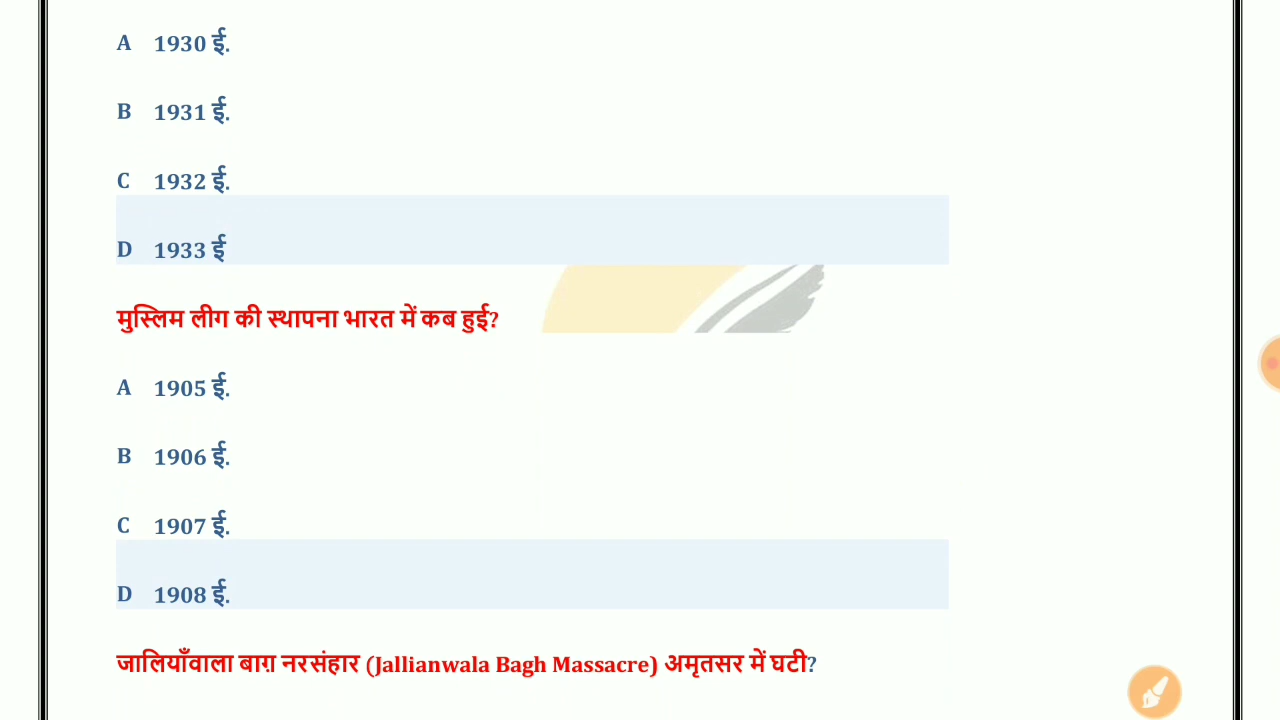 A 1930 ई.
B 1931 ई.
C 1932 ई.
D 1933 ई
मुस्लिम लीग की स्थापना भारत में कब हुई?
A 1905 ई.
B 1906 ई.
C 1907 ई.
D 1908 ई.
जालियाँवाला बाग़ नरसंहार (Jallianwala Bagh Massacre) अमृतसर में घटी?